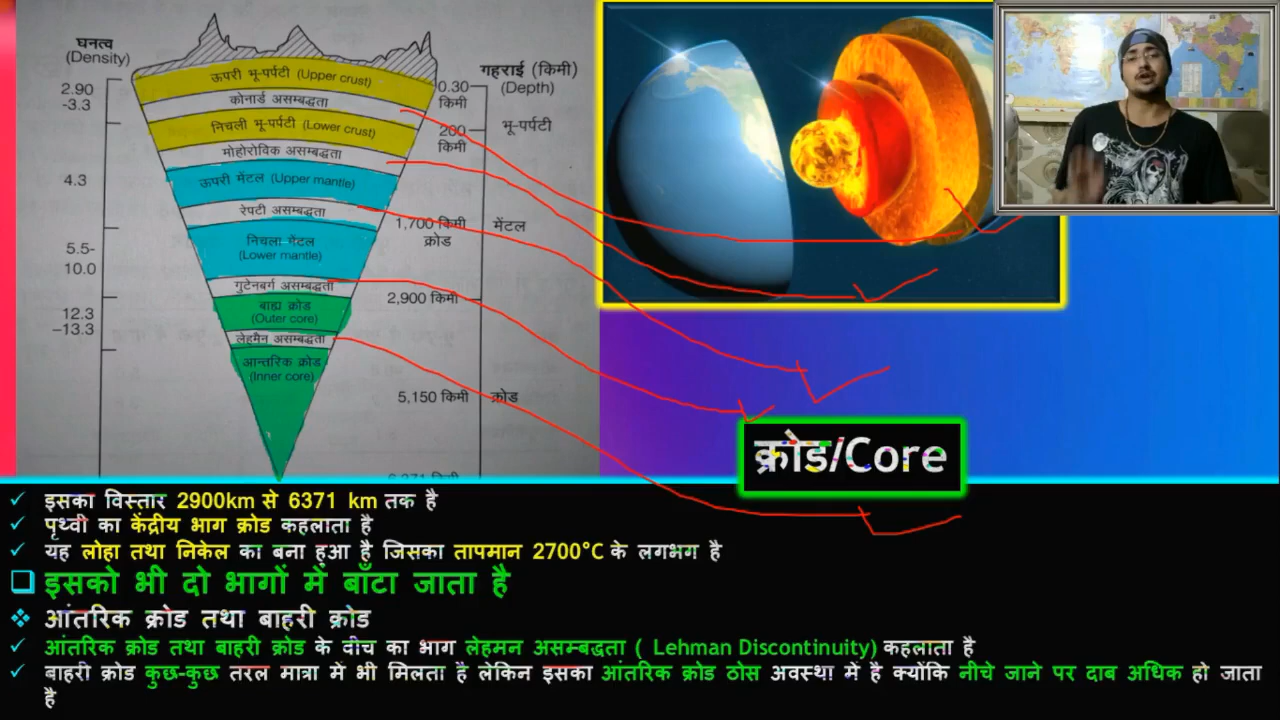 घनत्व
(Density)
2.90
-3.3
4.3
5.5-
10.0
12.3
–13.3
ऊपरी भू-पर्पटी (Upper crust)
कोनार्ड असम्बद्धता
निचली भू-पर्पटी (Lower crust)
मोहोरोविक असम्बद्धता
ऊपरी मेंटल (Upper mantle)
रेपटी असम्बद्धता
निचला मेंटल
(Lower mantle)
गुटेनबर्ग असम्बद्धता
बाह्य क्रोड
(Outer core)
लेहमैन असम्बद्धता
आन्तरिक क्रोड
(Inner core)
गहराई (किमी)
(Depth)
0.30
किमी
भू-पर्पटी
200
किमी
1,700 किमी
क्रोड
मेंटल
2,900 किमी
5,150 किमी
क्रोड
क्रोड/Core
इसका विस्तार 2900km से 6371 km तक है
पृथ्वी का केंद्रीय भाग क्रोड कहलाता है
यह लोहा तथा निकेल का बना हुआ है जिसका तापमान 2700°C के लगभग है
इसको भी दो भागों में बाँटा जाता है
आंतरिक क्रोड तथा बाहरी क्रोड
आंतरिक क्रोड तथा बाहरी क्रोड के बीच का भाग लेहमन असम्बद्धता ( Lehman Discontinuity) कहलाता है
बाहरी क्रोड कुछ-कुछ तरल मात्रा में भी मिलता है लेकिन इसका आंतरिक क्रोड ठोस अवस्था में है क्योंकि नीचे जाने पर दाब अधिक हो जाता
है